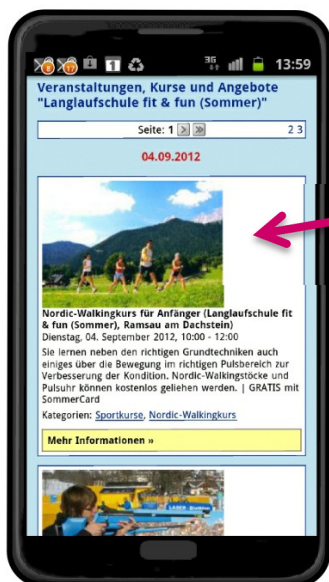 3G
13:59
Veranstaltungen, Kurse und Angebote
"Langlaufschule fit & fun (Sommer)"
Seite: 1 > >> 2 3
04.09.2012
Nordic-Walkingkurs für Anfänger (Langlaufschule fit
& fun (Sommer), Ramsau am Dachstein)
Dienstag, 04. September 2012, 10:00 - 12:00
Sie lernen neben den richtigen Grundtechniken auch
einiges über die Bewegung im richtigen Pulsbereich zur
Verbesserung der Kondition. Nordic-Walkingstöcke und
Pulsuhr können kostenlos geliehen werden. | GRATIS mit
SommerCard
Kategorien: Sportkurse, Nordic-Walkingkurs
Mehr Informationen »